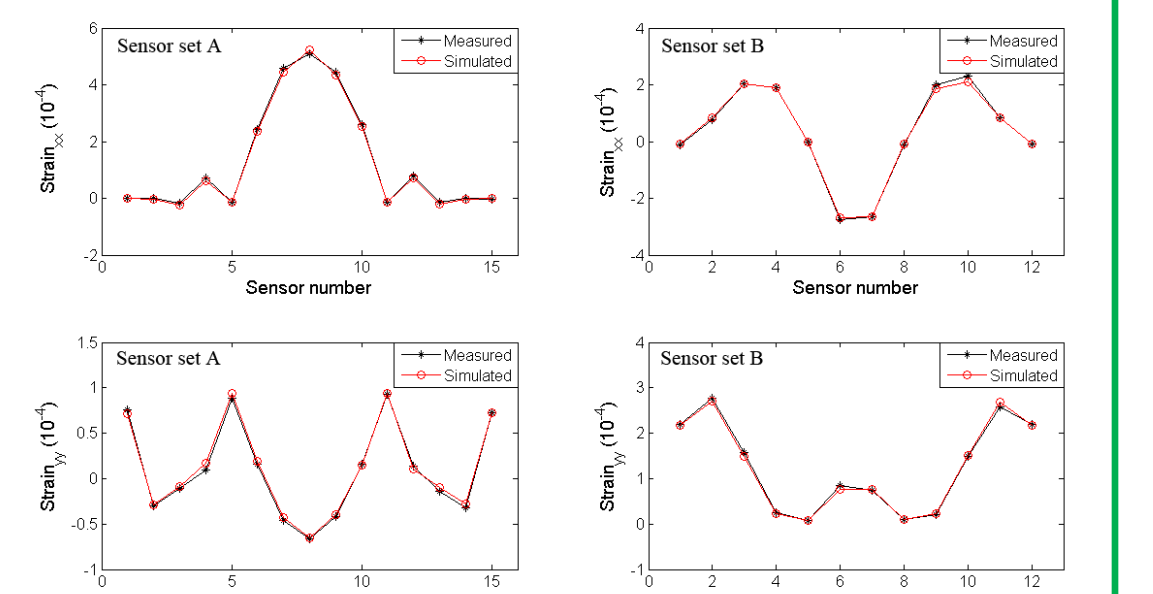 Sensor set A
Measured
Simulated
6
4
2
0
-2
Strain_xx (10^-4)
0
5
10
15
Sensor number
Sensor set B
Measured
Simulated
4
2
0
-2
-4
Strain_xx (10^-4)
0
2
4
6
8
10
12
Sensor number
Sensor set A
Measured
Simulated
1.5
1
0.5
0
-0.5
-1
Strain_yy (10^-4)
0
5
10
15
Sensor set B
Measured
Simulated
4
3
2
1
0
-1
Strain_yy (10^-4)
0
2
4
6
8
10
12